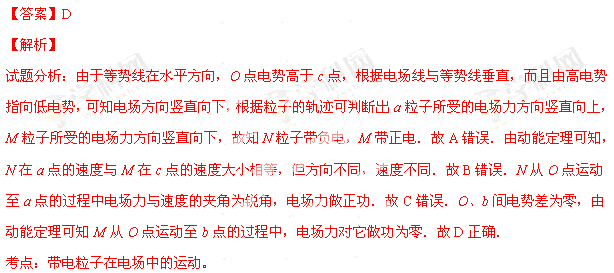 【答案】D
【解析】
试题分析：由于等势线在水平方向，O点电势高于c点，根据电场线与等势线垂直，而且由高电势
指向低电势，可知电场方向竖直向下，根据粒子的轨迹可判断出a粒子所受的电场力方向竖直向上，
M粒子所受的电场力方向竖直向下，故知N粒子带负电，M带正电．故A错误．由动能定理可知，
N在a点的速度与M在c点的速度大小相等，但方向不同，速度不同．故B错误．N从O点运动
至a点的过程中电场力与速度的夹角为锐角，电场力做正功．故C错误．O、b间电势差为零，由
动能定理可知M从O点运动至b点的过程中，电场力对它做功为零．故D正确．
考点：带电粒子在电场中的运动。